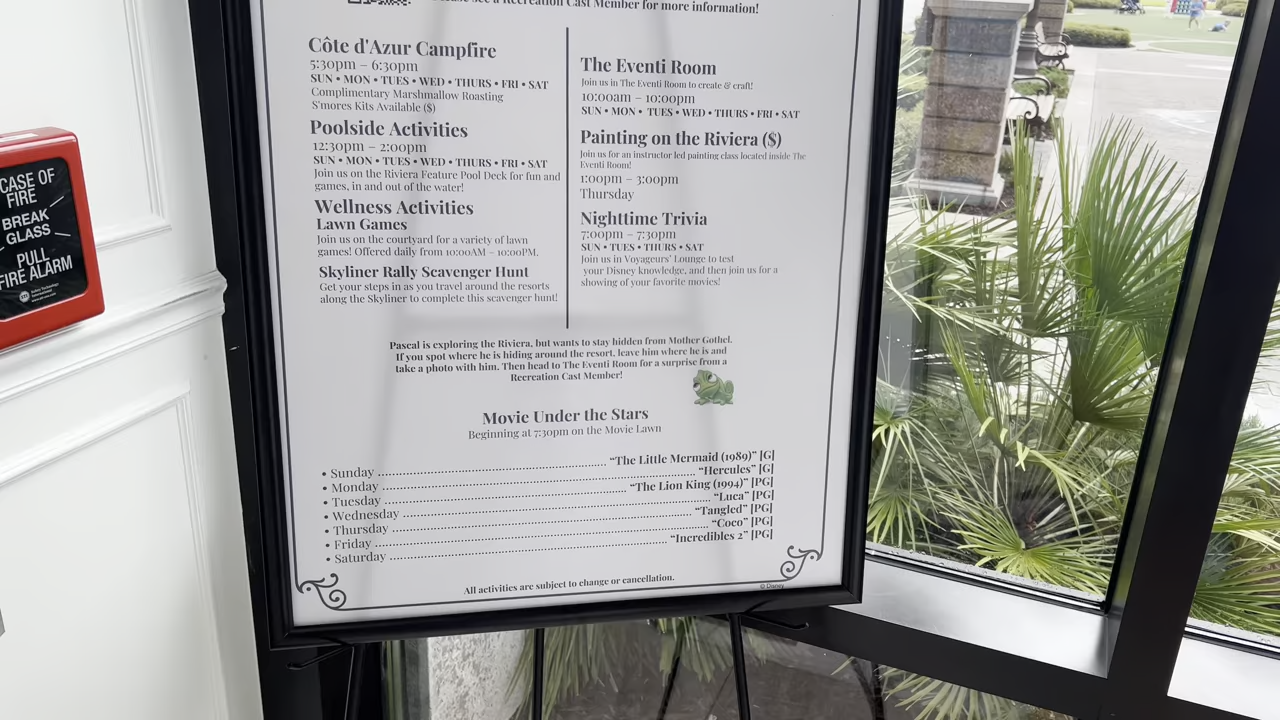 Please see a Recreation Cast Member for more information!
Côte d'Azur Campfire
5:30pm – 6:30pm
SUN • MON • TUES • WED • THURS • FRI • SAT
Complimentary Marshmallow Roasting
S'mores Kits Available ($)
Poolside Activities
12:30pm – 2:00pm
SUN • MON • TUES • WED • THURS • FRI • SAT
Join us on the Riviera Feature Pool Deck for fun and
games, in and out of the water!
Wellness Activities
Lawn Games
Join us on the courtyard for a variety of lawn
games! Offered daily from 10:00AM – 10:00PM.
Skyliner Rally Scavenger Hunt
Get your steps in as you travel around the resorts
along the Skyliner to complete this scavenger hunt!
The Eventi Room
Join us in The Eventi Room to create & craft!
10:00am – 10:00pm
SUN • MON • TUES • WED • THURS • FRI • SAT
Painting on the Riviera ($)
Join us for an instructor led painting class located inside The
Eventi Room!
1:00pm – 3:00pm
Thursday
Nighttime Trivia
7:00pm – 7:30pm
SUN • TUES • THURS • SAT
Join us in Voyageurs' Lounge to test
your Disney knowledge, and then join us for a
showing of your favorite movies!
Pascal is exploring the Riviera, but wants to stay hidden from Mother Gothel.
If you spot where he is hiding around the resort, leave him where he is and
take a photo with him. Then head to The Eventi Room for a surprise from a
Recreation Cast Member!
Movie Under the Stars
Beginning at 7:30pm on the Movie Lawn
• Sunday ........ “The Little Mermaid (1989)” [G]
• Monday ........ “Hercules” [G]
• Tuesday ........ “The Lion King (1994)” [PG]
• Wednesday ........ “Luca” [PG]
• Thursday ........ “Tangled” [PG]
• Friday ........ “Coco” [PG]
• Saturday ........ “Incredibles 2” [PG]
All activities are subject to change or cancellation.
© Disney
CASE OF
FIRE
BREAK
GLASS
PULL
FIRE ALARM